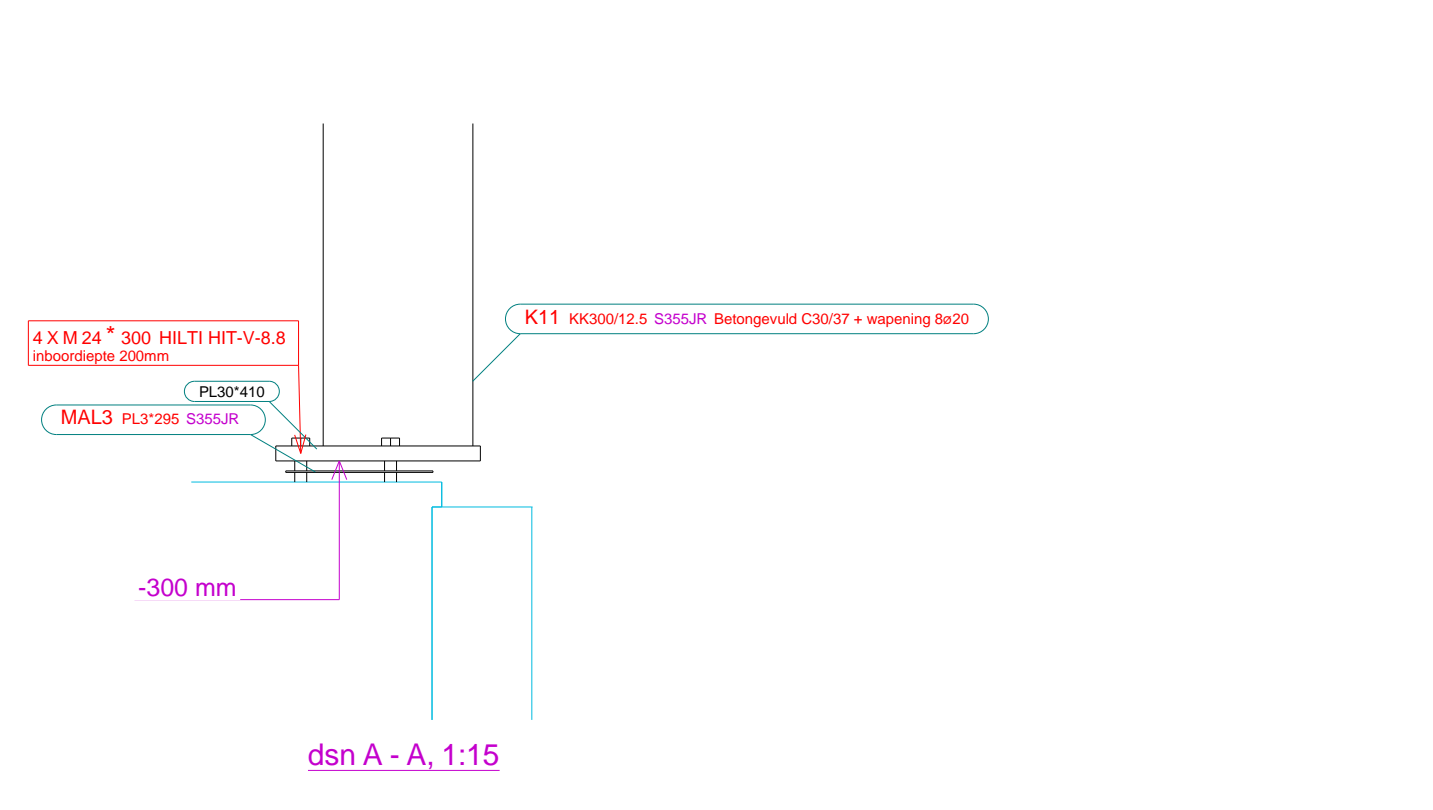 K11 KK300/12.5 S355JR Betongevuld C30/37 + wapening 8ø20
4 X M 24 * 300 HILTI HIT-V-8.8
inboordiepte 200mm
PL30*410
MAL3 PL3*295 S355JR
-300 mm
dsn A - A, 1:15